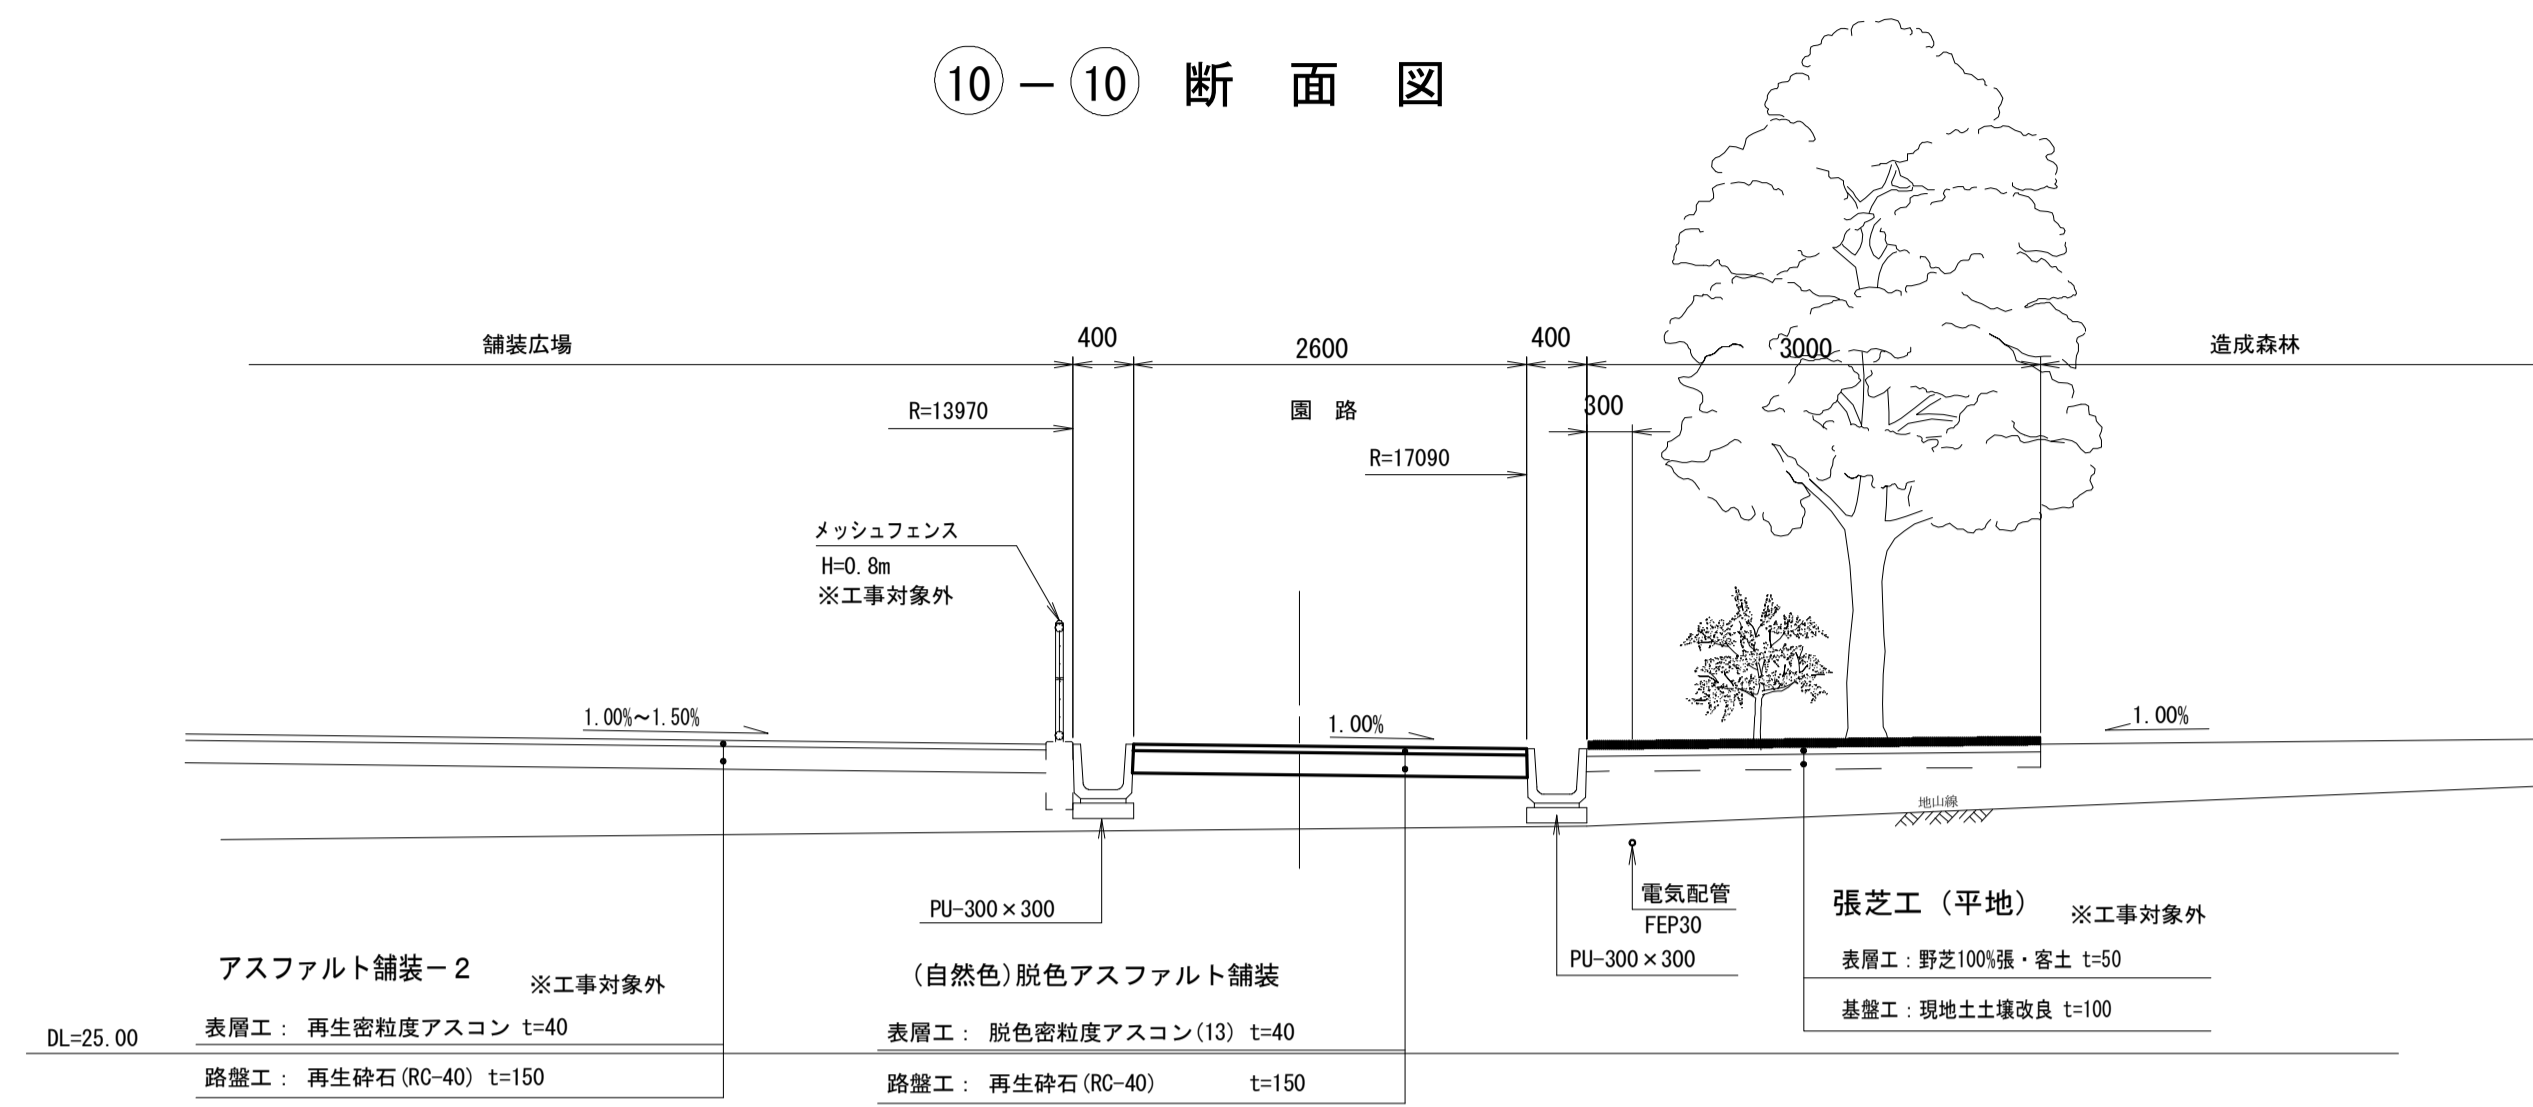 ⑩－⑩ 断 面 図
舗装広場
400
2600
400
3000
造成森林
R=13970
園 路
300
R=17090
メッシュフェンス
H=0.8m
※工事対象外
1.00%～1.50%
1.00%
1.00%
地山線
PU-300×300
電気配管
FEP30
PU-300×300
張芝工（平地） ※工事対象外
表層工：野芝100%張・客土 t=50
基盤工：現地土土壌改良 t=100
アスファルト舗装－２ ※工事対象外
表層工： 再生密粒度アスコン t=40
路盤工： 再生砕石(RC-40) t=150
(自然色)脱色アスファルト舗装
表層工： 脱色密粒度アスコン(13) t=40
路盤工： 再生砕石(RC-40) t=150
DL=25.00